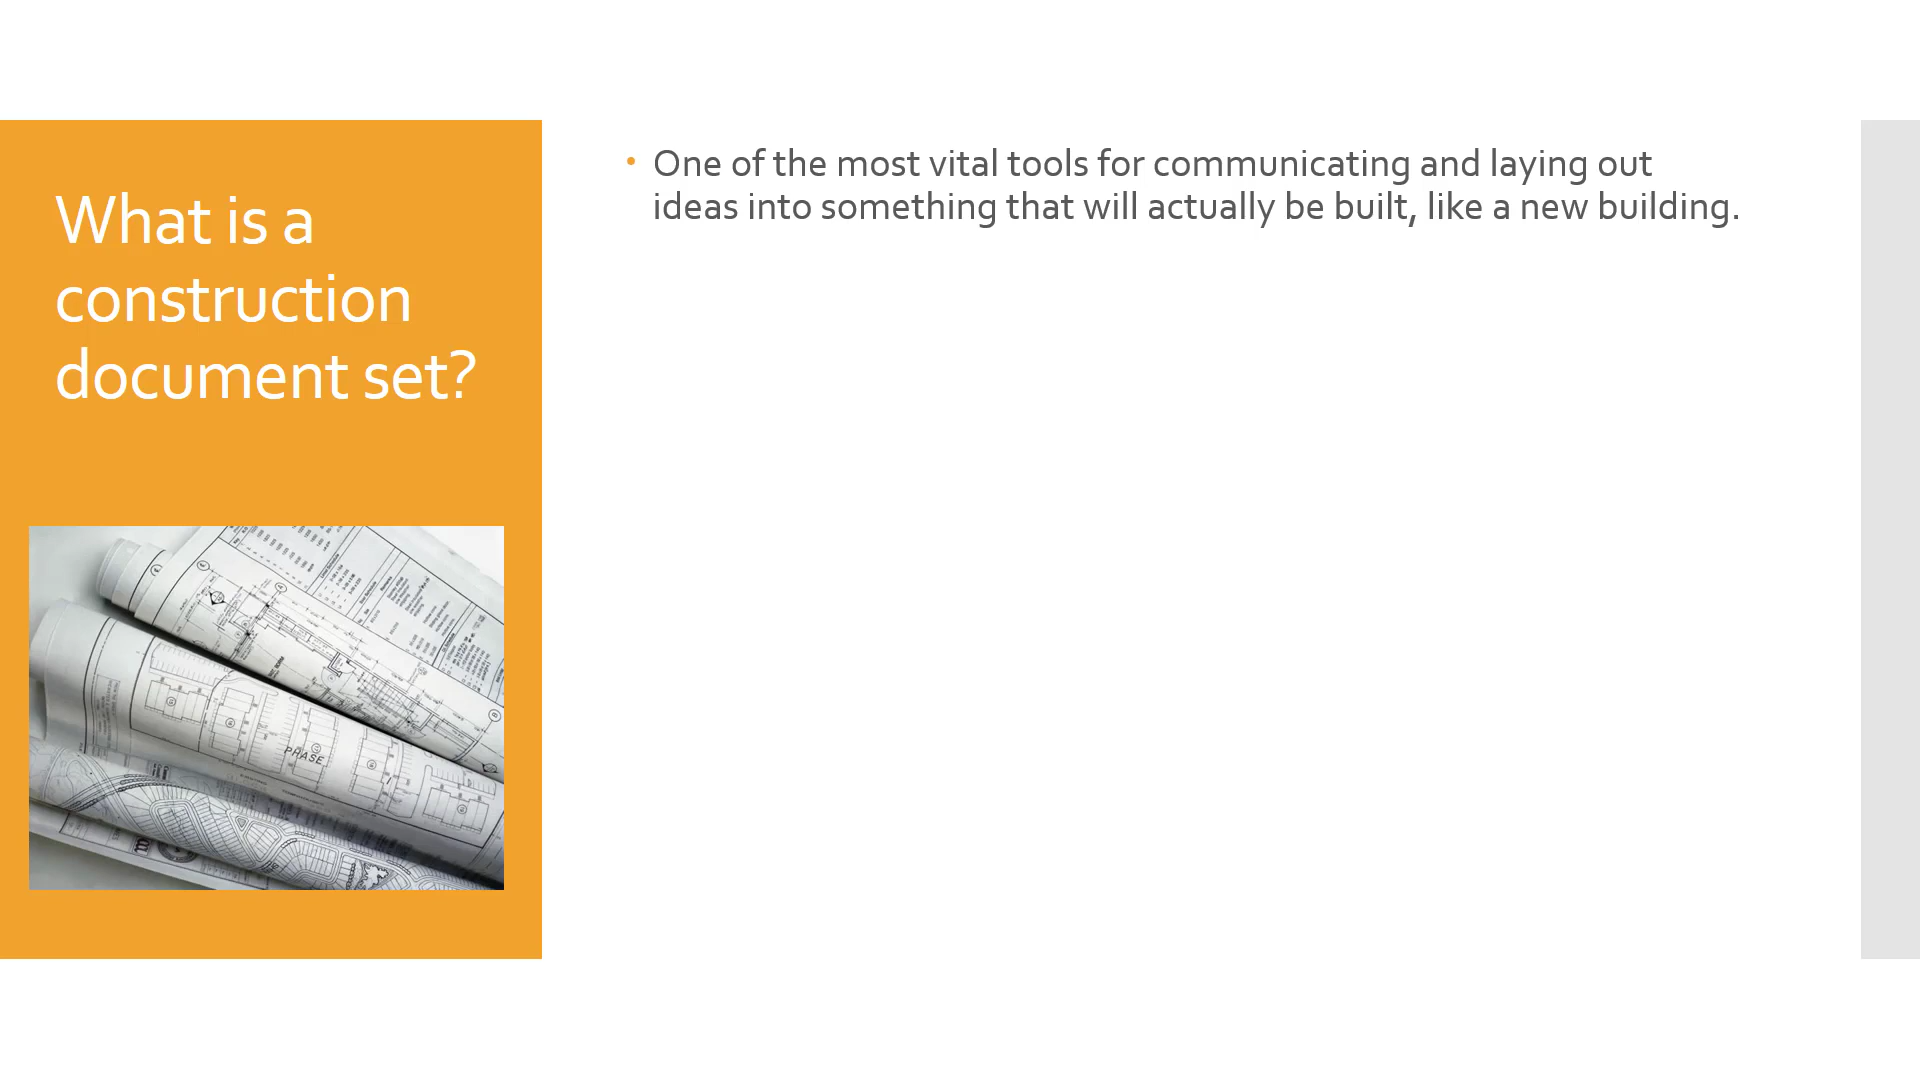 What is a
construction
document set?
• One of the most vital tools for communicating and laying out
ideas into something that will actually be built, like a new building.
PHASE